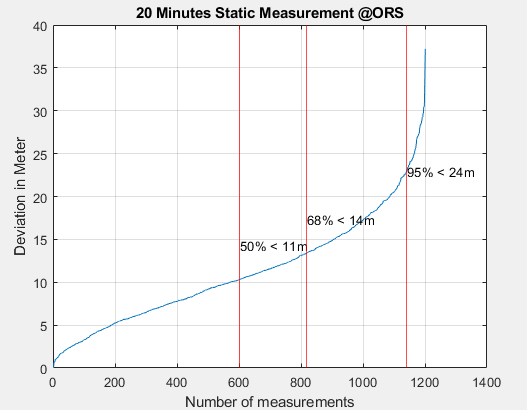 20 Minutes Static Measurement @ORS
40
35
30
25
20
15
10
5
0
Deviation in Meter
95% < 24m
68% < 14m
50% < 11m
0 200 400 600 800 1000 1200 1400
Number of measurements